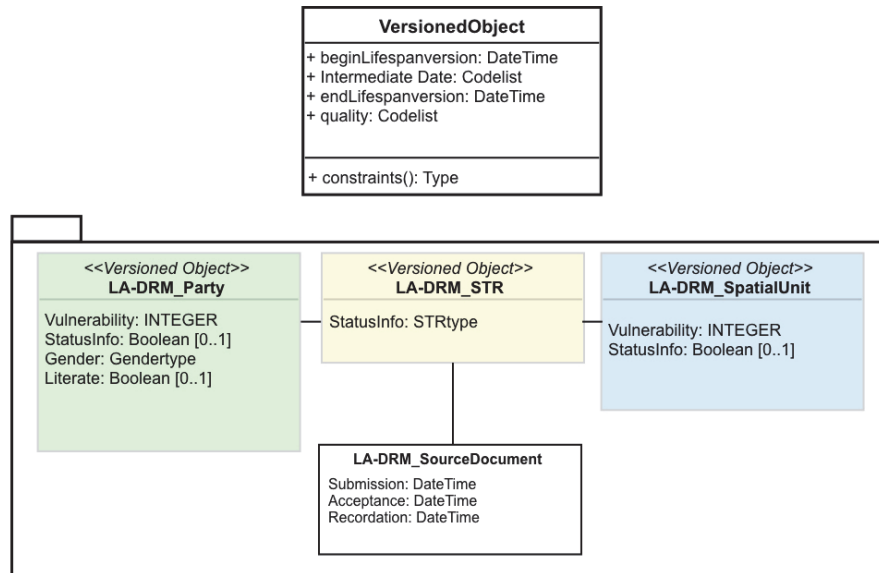 VersionedObject
+ beginLifespanversion: DateTime
+ Intermediate Date: Codelist
+ endLifespanversion: DateTime
+ quality: Codelist
+ constraints(): Type
<<Versioned Object>>
LA-DRM_Party
Vulnerability: INTEGER
StatusInfo: Boolean [0..1]
Gender: Gendertype
Literate: Boolean [0..1]
<<Versioned Object>>
LA-DRM_STR
StatusInfo: STRtype
<<Versioned Object>>
LA-DRM_SpatialUnit
Vulnerability: INTEGER
StatusInfo: Boolean [0..1]
LA-DRM_SourceDocument
Submission: DateTime
Acceptance: DateTime
Recordation: DateTime